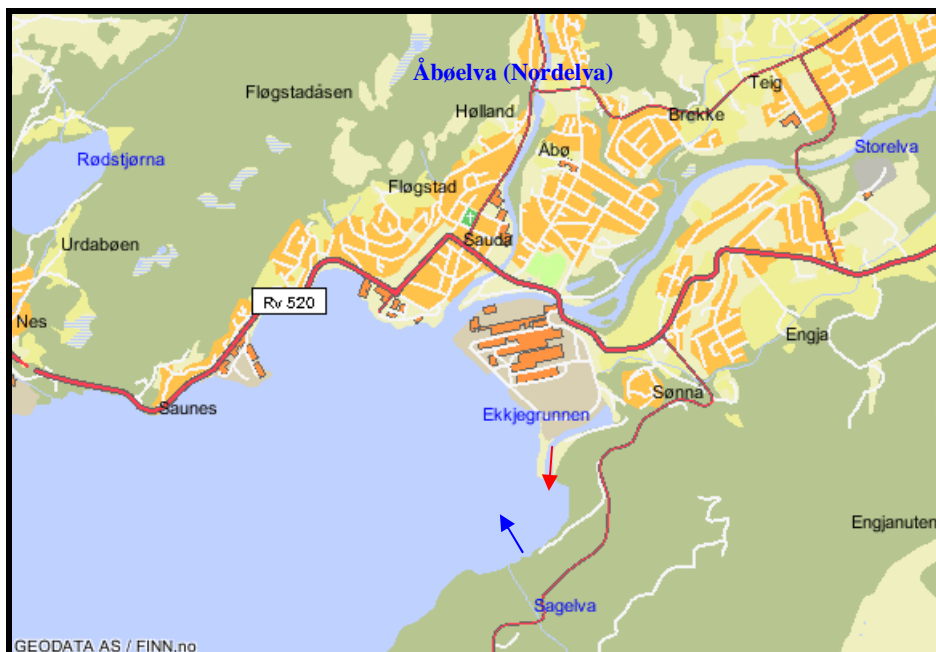 Åbøelva (Nordelva)
Teig
Fløgstadåsen
Hølland
Brekke
Rødstjørna
Åbø
Storelva
Fløgstad
Urdabøen
Sauda
Rv 520
Nes
Engja
Sønna
Saunes
Ekkjegrunnen
Engjanuten
Sagelva
GEODATA AS / FINN.no